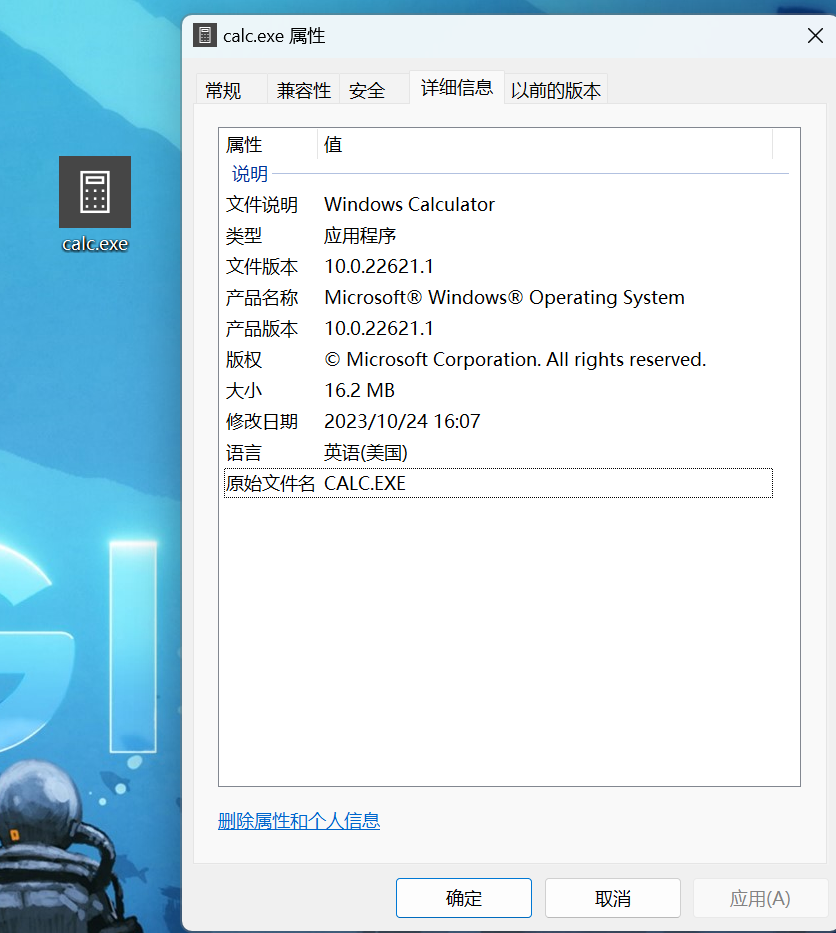 calc.exe 属性
常规 兼容性 安全 详细信息 以前的版本
calc.exe
属性 值
说明
文件说明 Windows Calculator
类型 应用程序
文件版本 10.0.22621.1
产品名称 Microsoft® Windows® Operating System
产品版本 10.0.22621.1
版权 © Microsoft Corporation. All rights reserved.
大小 16.2 MB
修改日期 2023/10/24 16:07
语言 英语(美国)
原始文件名 CALC.EXE
GI
删除属性和个人信息
确定 取消 应用(A)